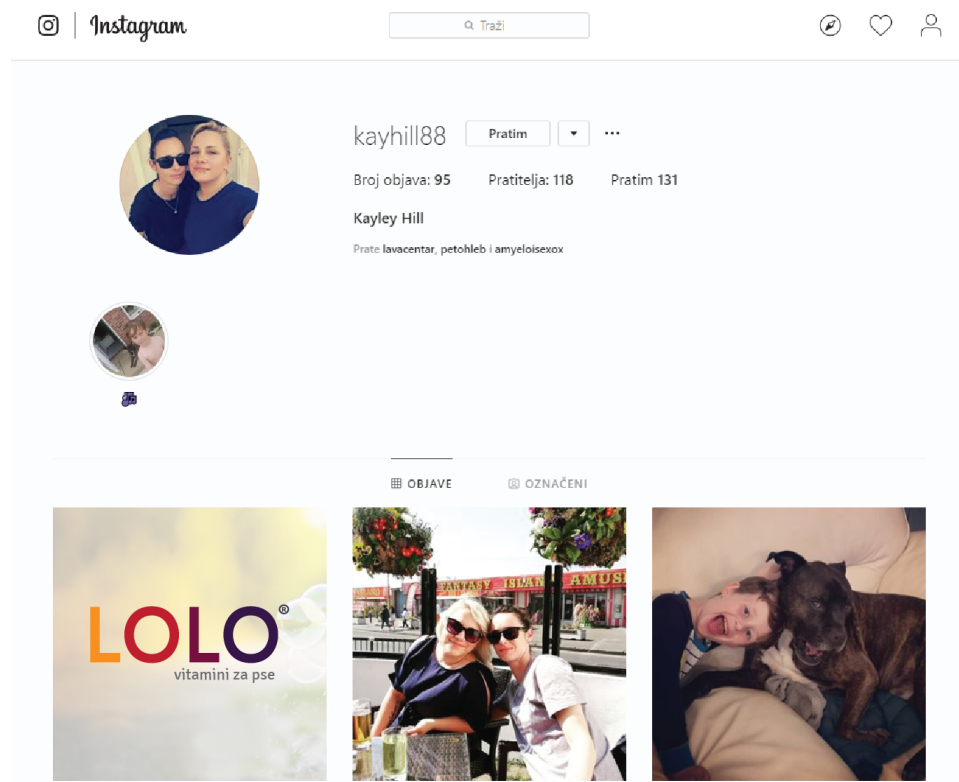 Instagram
Traži
kayhill88 Pratim
Broj objava: 95 Pratitelja: 118 Pratim 131
Kayley Hill
Prate lavacentar, petohleb i amyeloisexox
OBJAVE OZNAČENI
LOLO®
vitamini za pse
FANTASY ISLAND AMUS